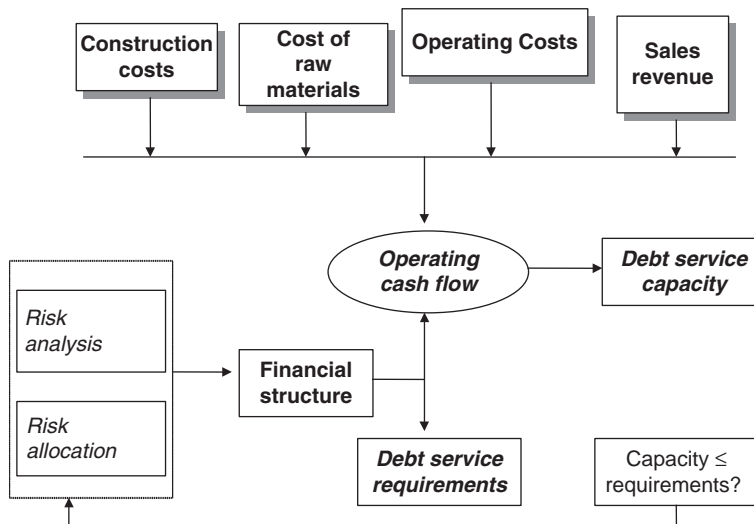 Construction
costs
Cost of
raw
materials
Operating Costs
Sales
revenue
Operating
cash flow
Debt service
capacity
Risk
analysis
Financial
structure
Risk
allocation
Debt service
requirements
Capacity ≤
requirements?